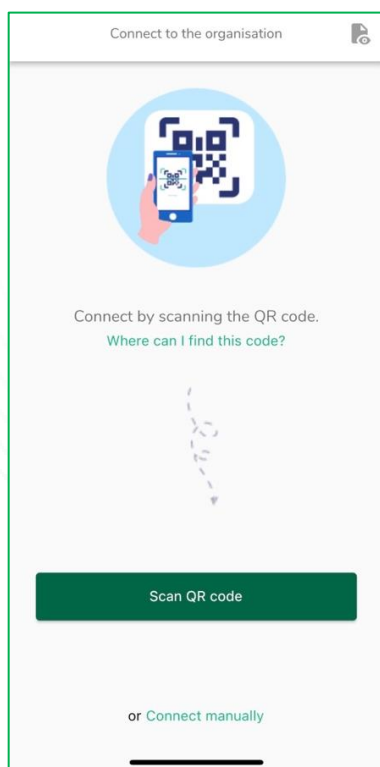 Connect to the organisation
Connect by scanning the QR code.
Where can I find this code?
Scan QR code
or Connect manually